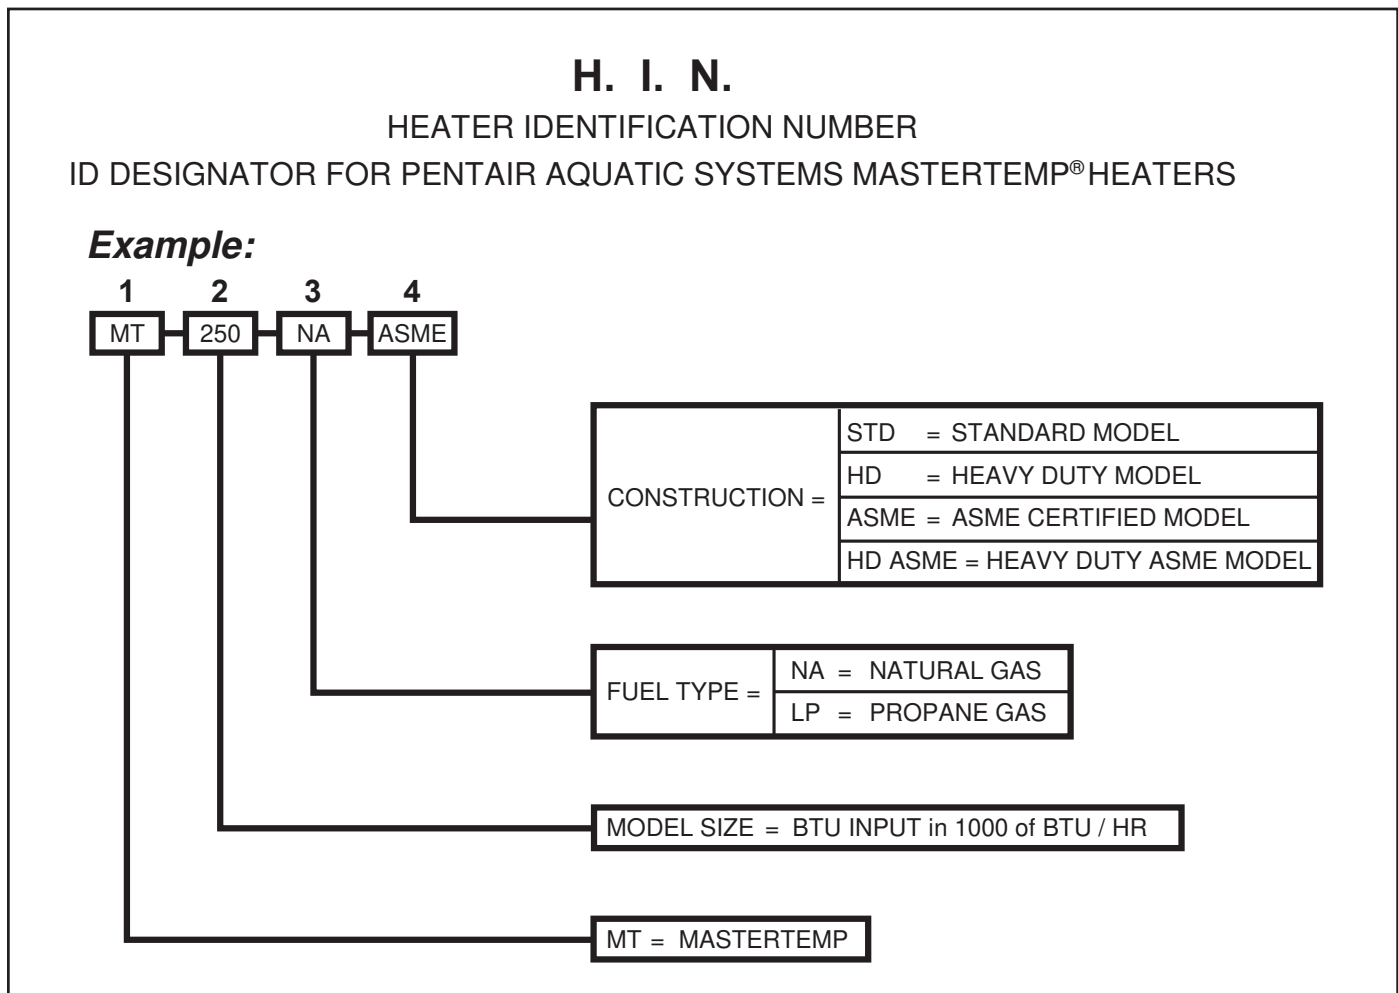 H. I. N.
HEATER IDENTIFICATION NUMBER
ID DESIGNATOR FOR PENTAIR AQUATIC SYSTEMS MASTERTEMP® HEATERS
Example:
1 2 3 4
MT 250 NA ASME
CONSTRUCTION =
STD = STANDARD MODEL
HD = HEAVY DUTY MODEL
ASME = ASME CERTIFIED MODEL
HD ASME = HEAVY DUTY ASME MODEL
FUEL TYPE =
NA = NATURAL GAS
LP = PROPANE GAS
MODEL SIZE = BTU INPUT in 1000 of BTU / HR
MT = MASTERTEMP